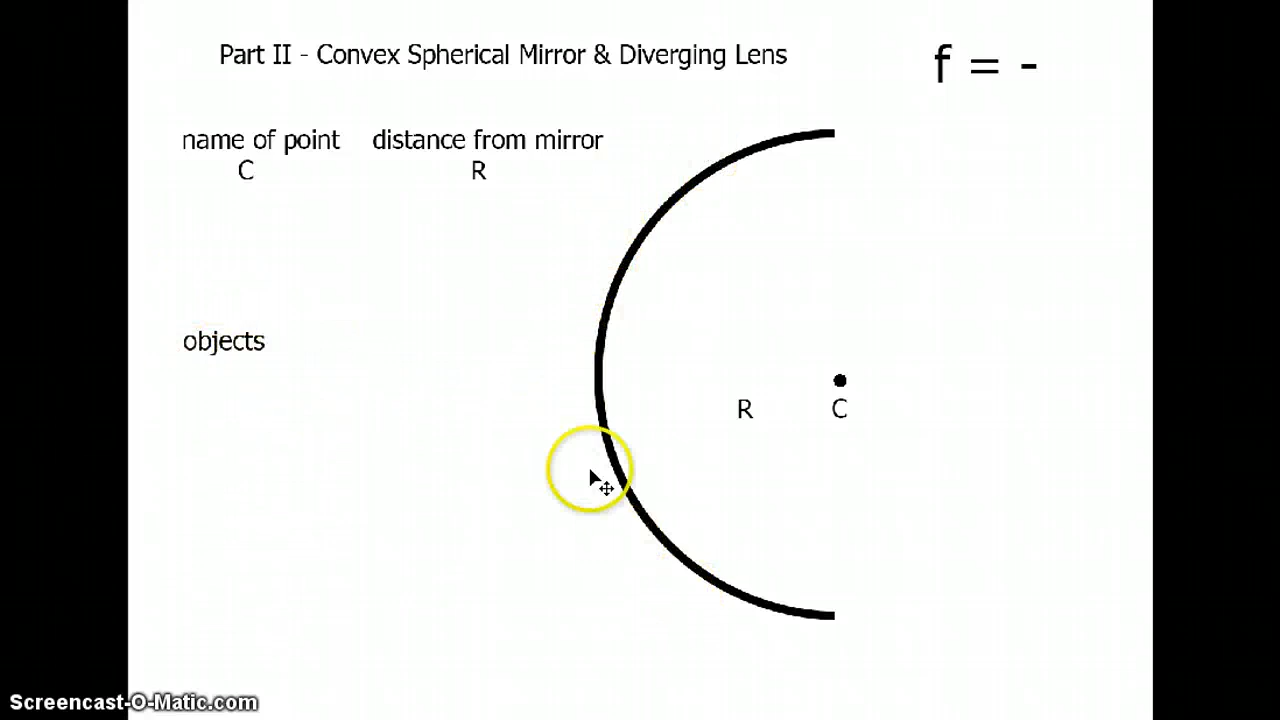 Part II - Convex Spherical Mirror & Diverging Lens
f = -
name of point distance from mirror
C R
objects
R C
Screencast-O-Matic.com